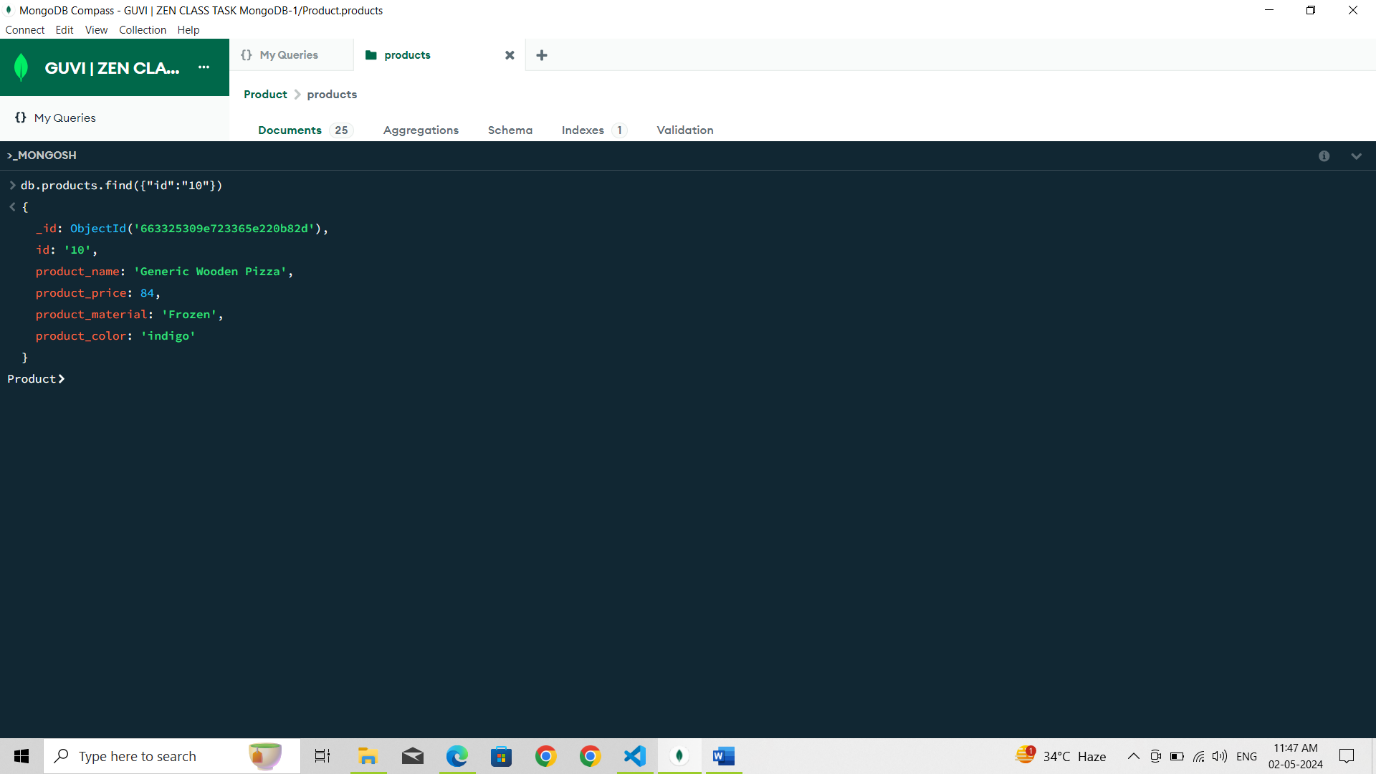 MongoDB Compass - GUVI | ZEN CLASS TASK MongoDB-1/Product.products
Connect Edit View Collection Help
GUVI | ZEN CLA... ...
{} My Queries
products
{} My Queries
Product > products
Documents 25 Aggregations Schema Indexes 1 Validation
>_MONGOSH
> db.products.find({"id":"10"})
< {
_id: ObjectId('663325309e723365e220b82d'),
id: '10',
product_name: 'Generic Wooden Pizza',
product_price: 84,
product_material: 'Frozen',
product_color: 'indigo'
}
Product>
Type here to search
1
34°C Haze
ENG
11:47 AM
02-05-2024